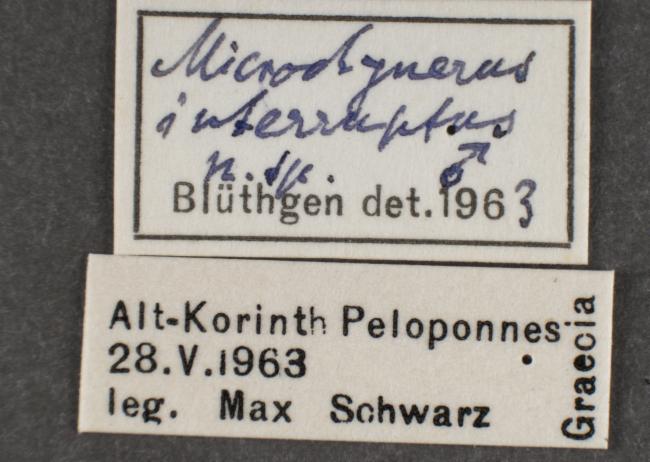 Microdynerus
interruptus
n. sp. ♂
Blüthgen det. 1963
Alt-Korinth Peloponnes
28.V.1963
leg. Max Schwarz
Graecia